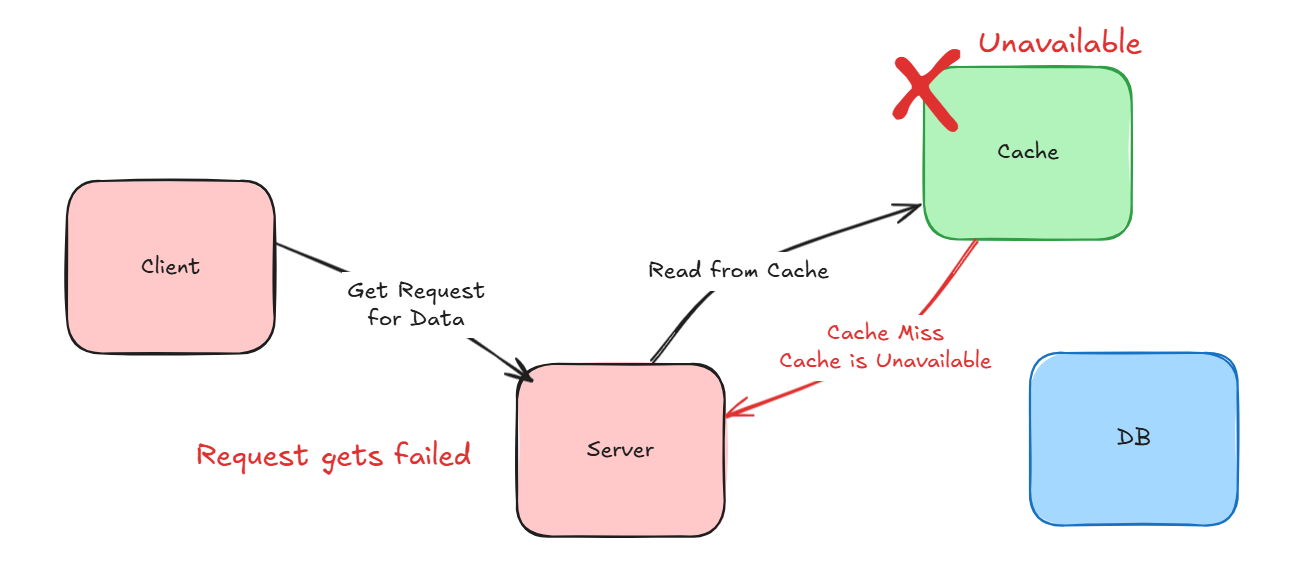 Unavailable
Cache
Client
Get Request
for Data
Read from Cache
Cache Miss
Cache is Unavailable
Request gets failed
Server
DB